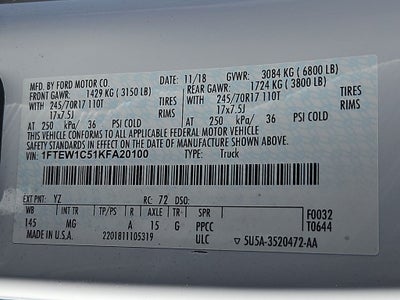 MFD. BY FORD MOTOR CO. DATE: 11/18 GVWR: 3084 KG (6800 LB)
FRONT GAWR: 1429 KG (3150 LB) REAR GAWR: 1724 KG (3800 LB)
WITH TIRES WITH TIRES
245/70R17 110T 245/70R17 110T
17x7.5J RIMS 17x7.5J RIMS
AT 250 kPa/ 36 PSI COLD AT 250 kPa/ 36 PSI COLD
THIS VEHICLE CONFORMS TO ALL APPLICABLE FEDERAL MOTOR VEHICLE
SAFETY STANDARDS IN EFFECT ON THE DATE OF MANUFACTURE SHOWN ABOVE.
VIN: 1FTEW1C51KFA20100 TYPE: Truck
EXT PNT: YZ RC: 72 DSO:
WB INT TR TP/PS R AXLE TR SPR F0032
145 MG A 15 G PPCC T0644
MADE IN U.S.A. 2201811105319 ULC 5U5A-3520472-AA